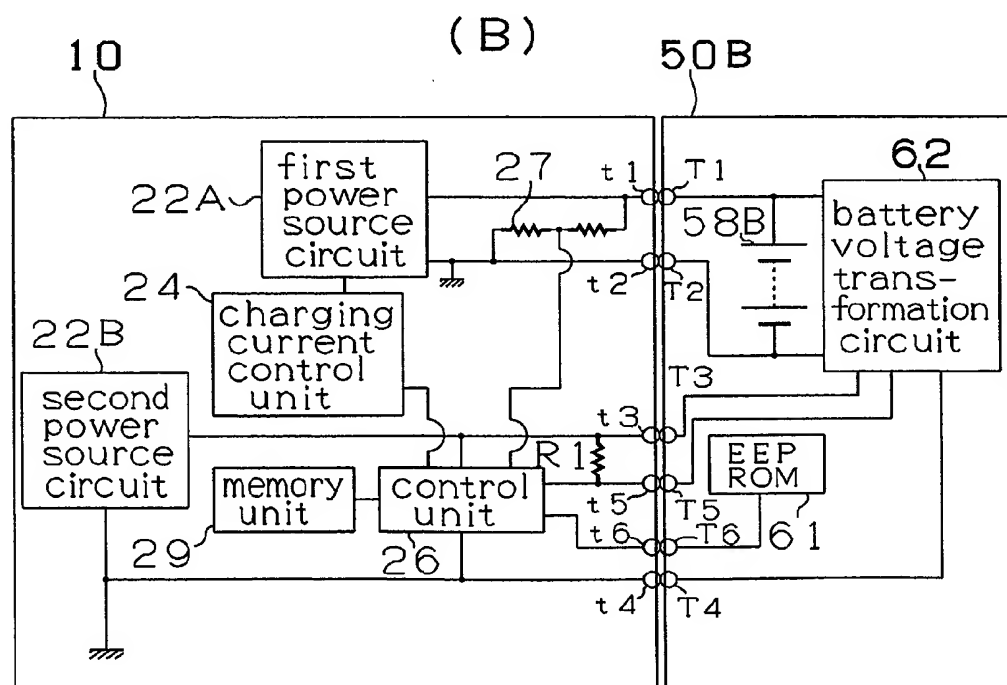 (B)
10
50B
first
power
source
circuit
22A
27
t1
T1
62
58B
battery
voltage
trans-
formation
circuit
t2
T2
24
charging
current
control
unit
22B
second
power
source
circuit
T3
t3
R1
EEP
ROM
memory
unit
control
unit
t5
T5
29
26
t6
T6
61
t4
T4